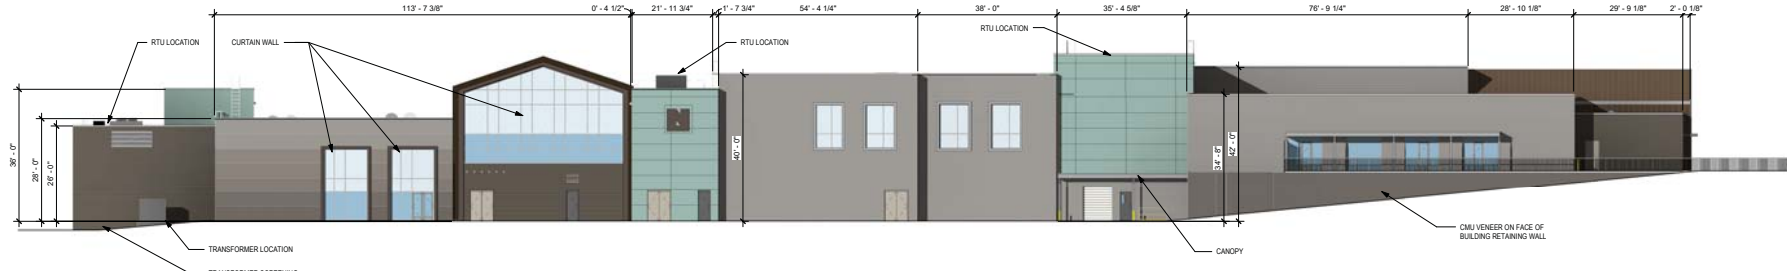 113' - 7 3/8"
0' - 4 1/2"
21' - 11 3/4"
1' - 7 3/4"
54' - 4 1/4"
38' - 0"
35' - 4 5/8"
76' - 9 1/4"
28' - 10 1/8"
29' - 9 1/8"
2' - 0 1/8"
RTU LOCATION
CURTAIN WALL
RTU LOCATION
RTU LOCATION
36' - 0"
28' - 0"
26' - 0"
40' - 0"
34' - 8"
42' - 0"
TRANSFORMER LOCATION
CANOPY
CMU VENEER ON FACE OF
BUILDING RETAINING WALL